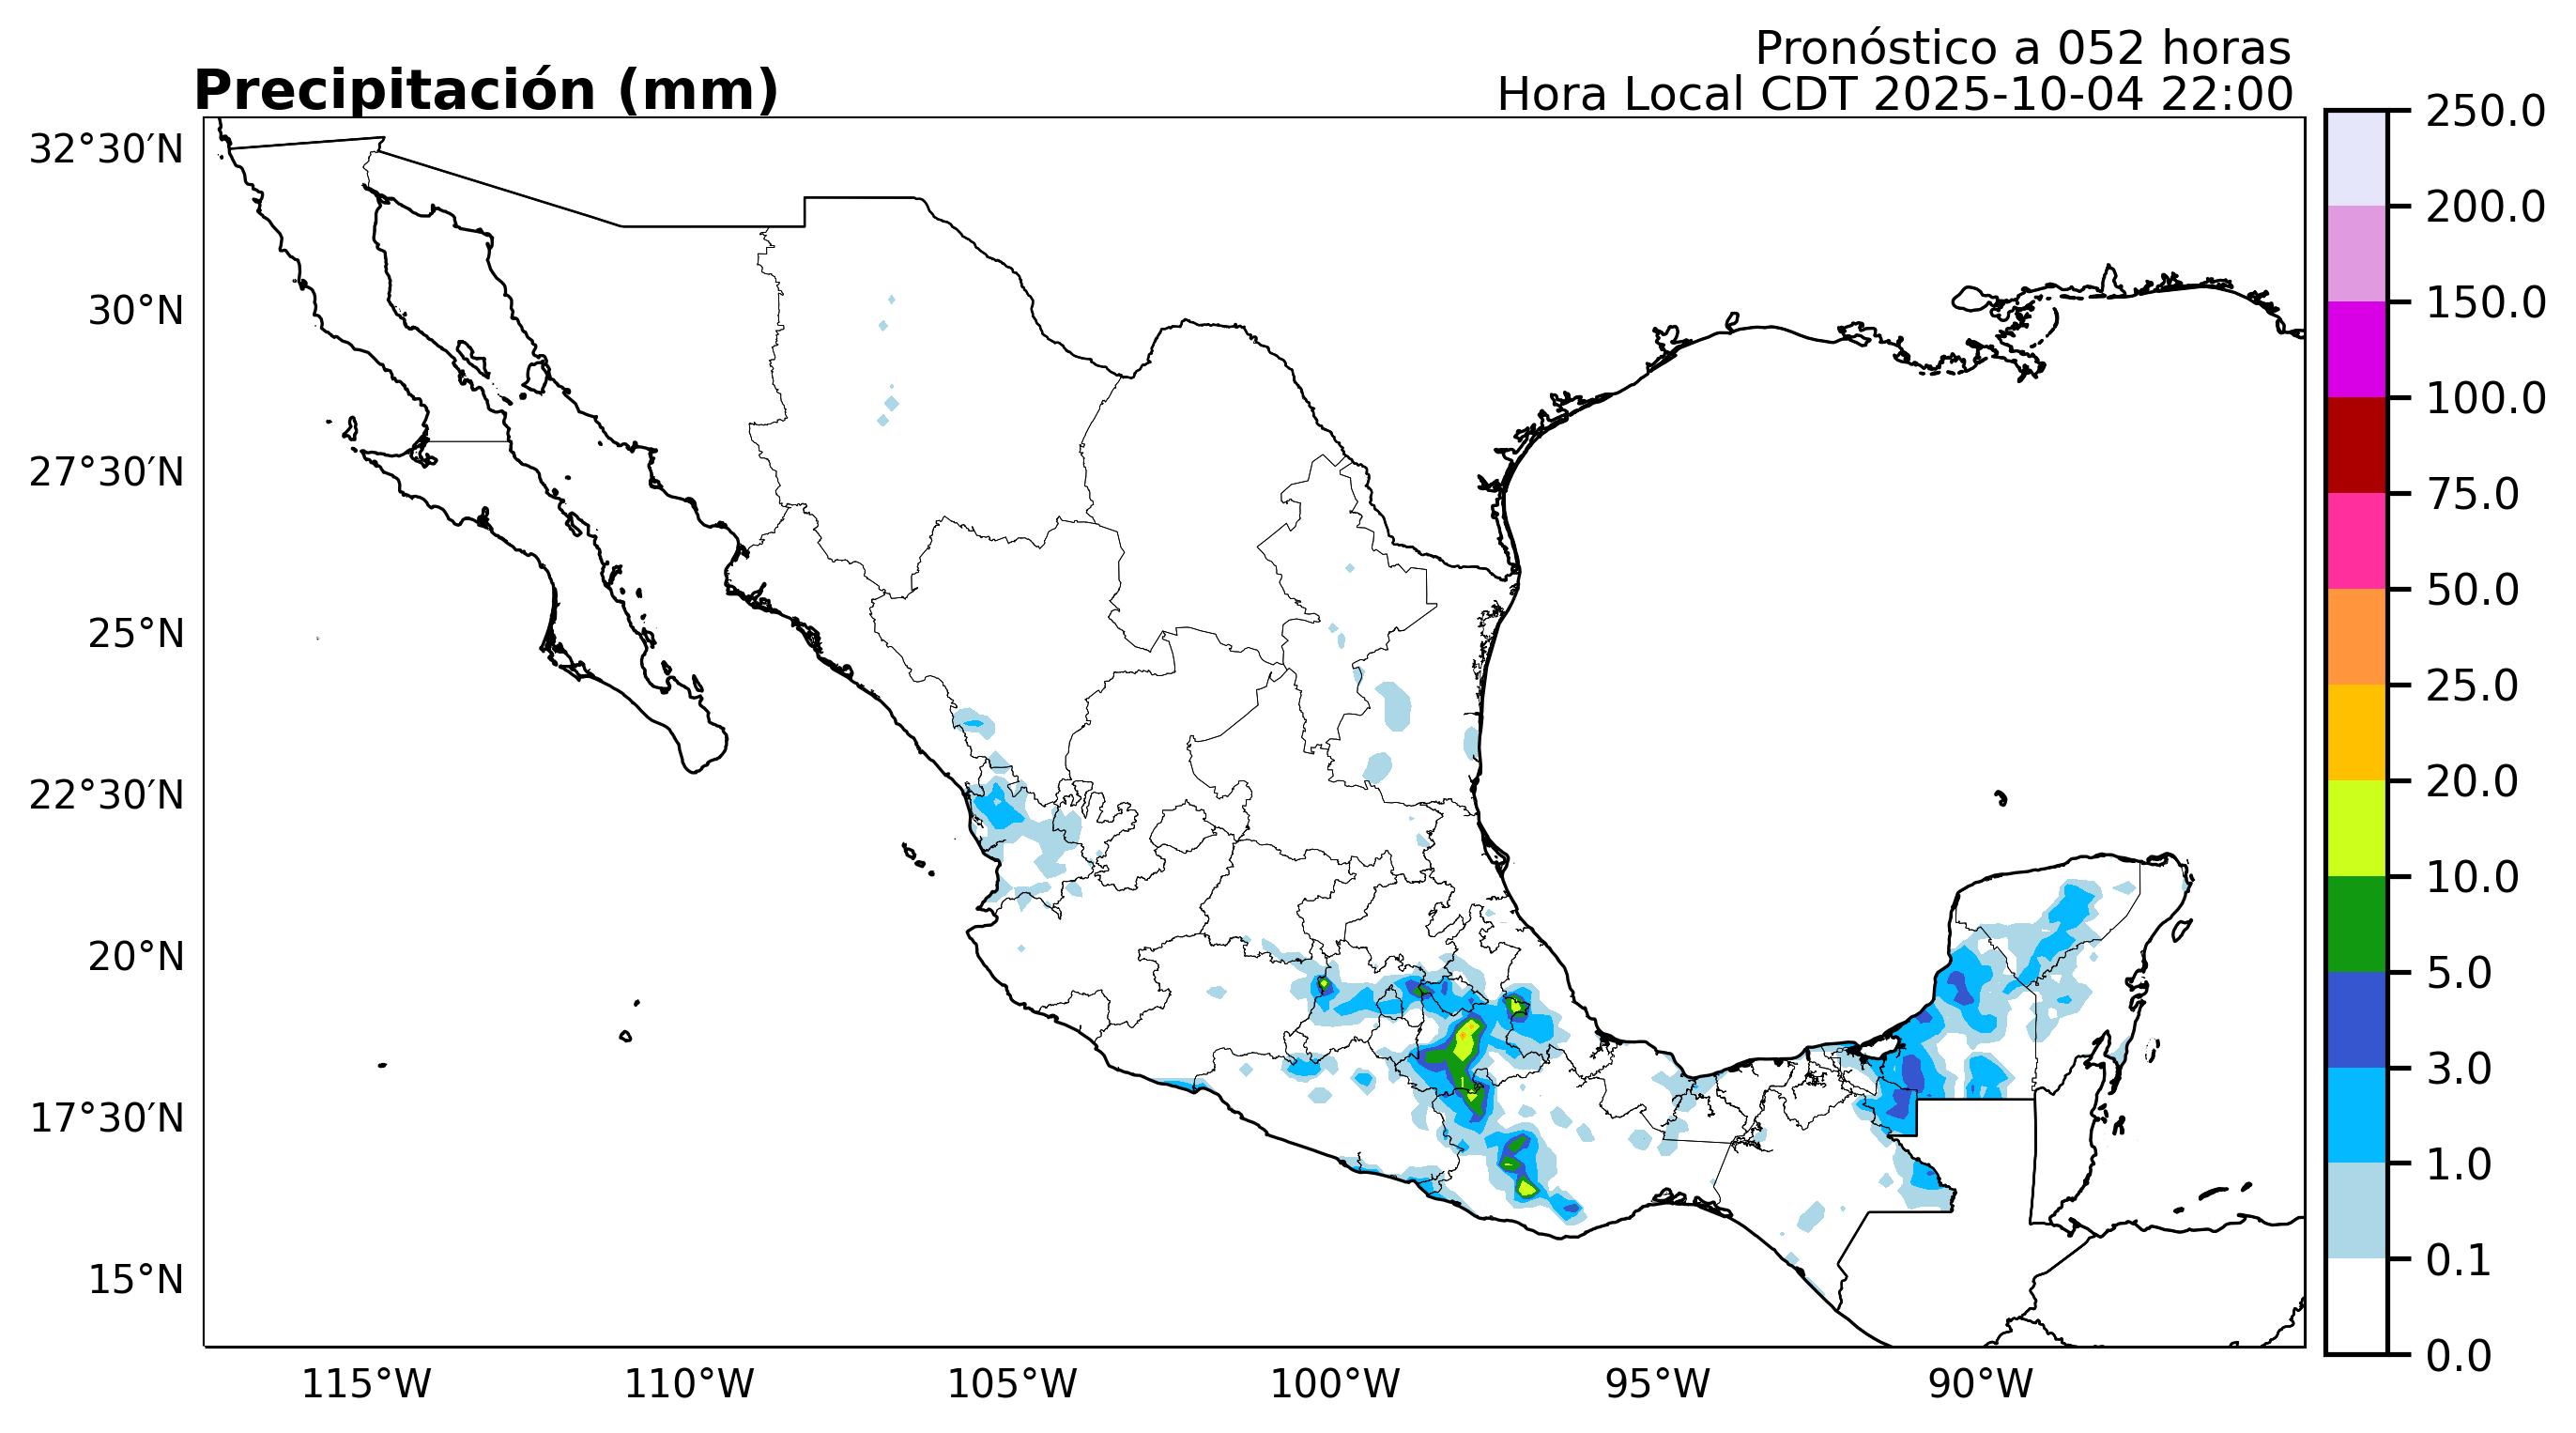 Pronóstico a 052 horas
Precipitación (mm)
Hora Local CDT 2025-10-04 22:00
32°30′N
30°N
27°30′N
25°N
22°30′N
20°N
17°30′N
15°N
115°W
110°W
105°W
100°W
95°W
90°W
250.0
200.0
150.0
100.0
75.0
50.0
25.0
20.0
10.0
5.0
3.0
1.0
0.1
0.0